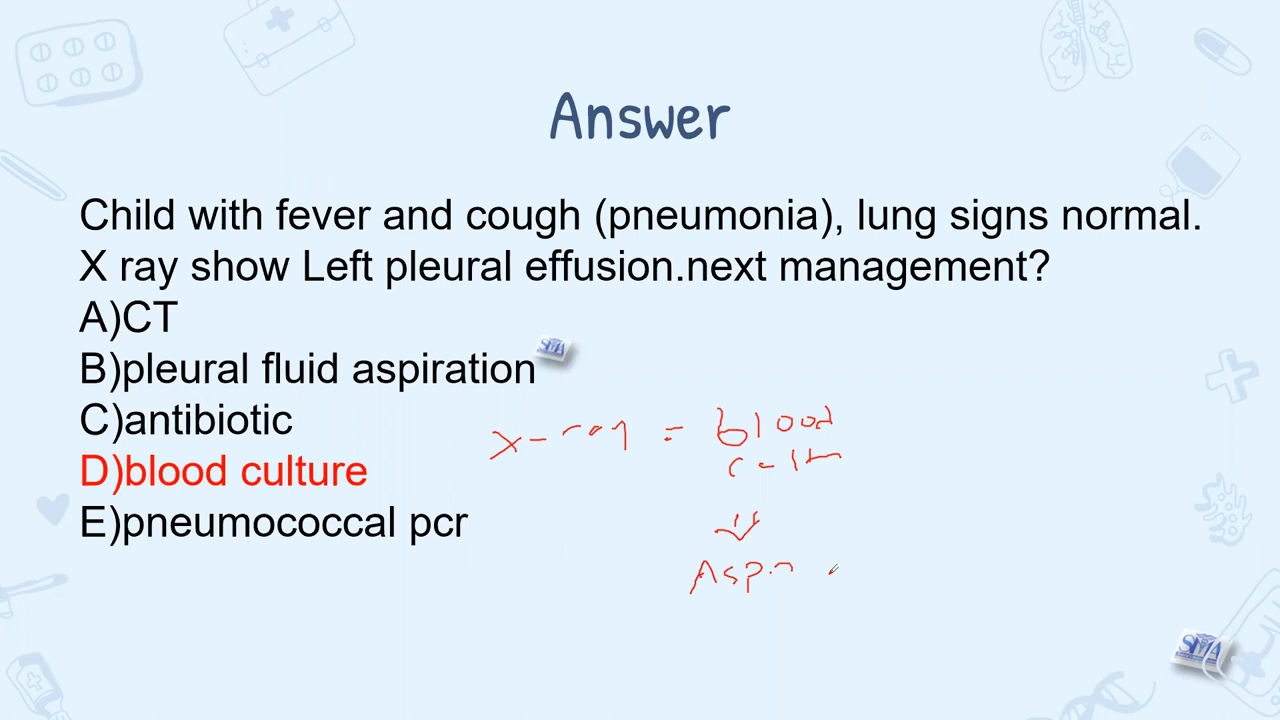 Answer
Child with fever and cough (pneumonia), lung signs normal.
X ray show Left pleural effusion.next management?
A)CT
B)pleural fluid aspiration
C)antibiotic
D)blood culture
E)pneumococcal pcr
X-ray = blood
SMA